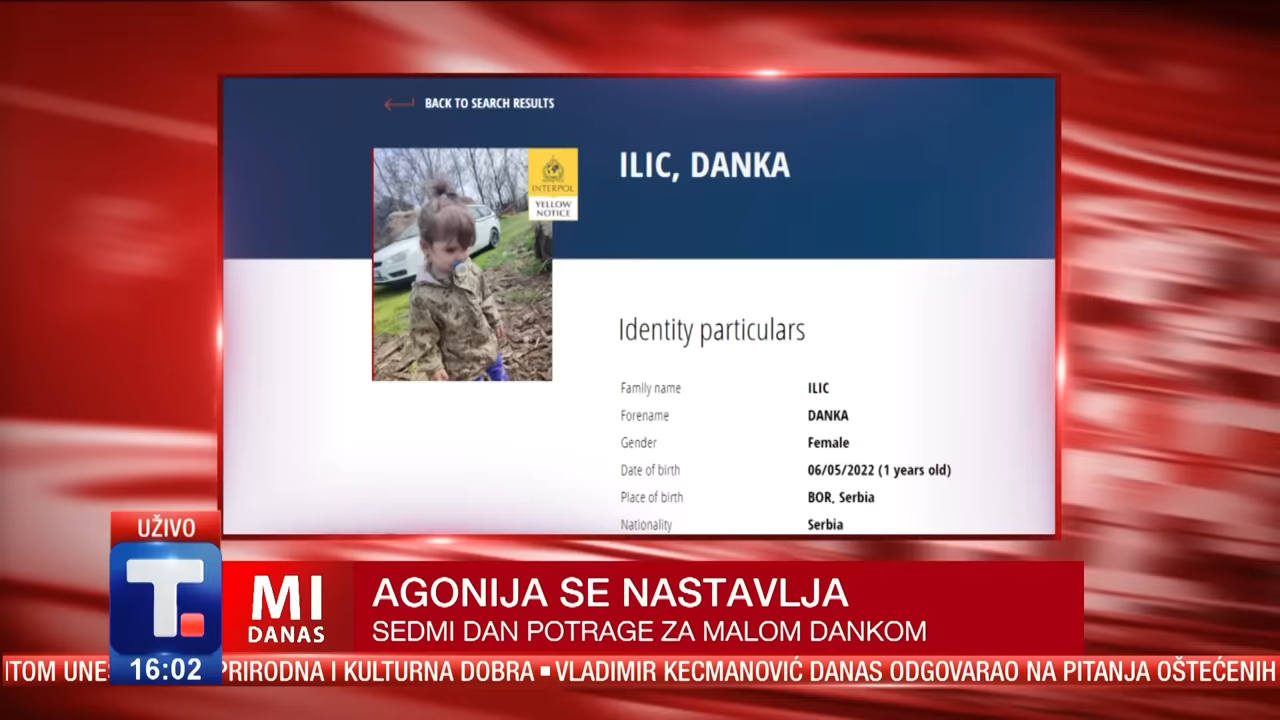 BACK TO SEARCH RESULTS
INTERPOL
YELLOW
NOTICE
ILIC, DANKA
Identity particulars
Family name ILIC
Forename DANKA
Gender Female
Date of birth 06/05/2022 (1 years old)
Place of birth BOR, Serbia
Nationality Serbia
UŽIVO
T.
MI
DANAS
AGONIJA SE NASTAVLJA
SEDMI DAN POTRAGE ZA MALOM DANKOM
16:02
PRIRODNA I KULTURNA DOBRA ▪ VLADIMIR KECMANOVIĆ DANAS ODGOVARAO NA PITANJA OŠTEĆENIH